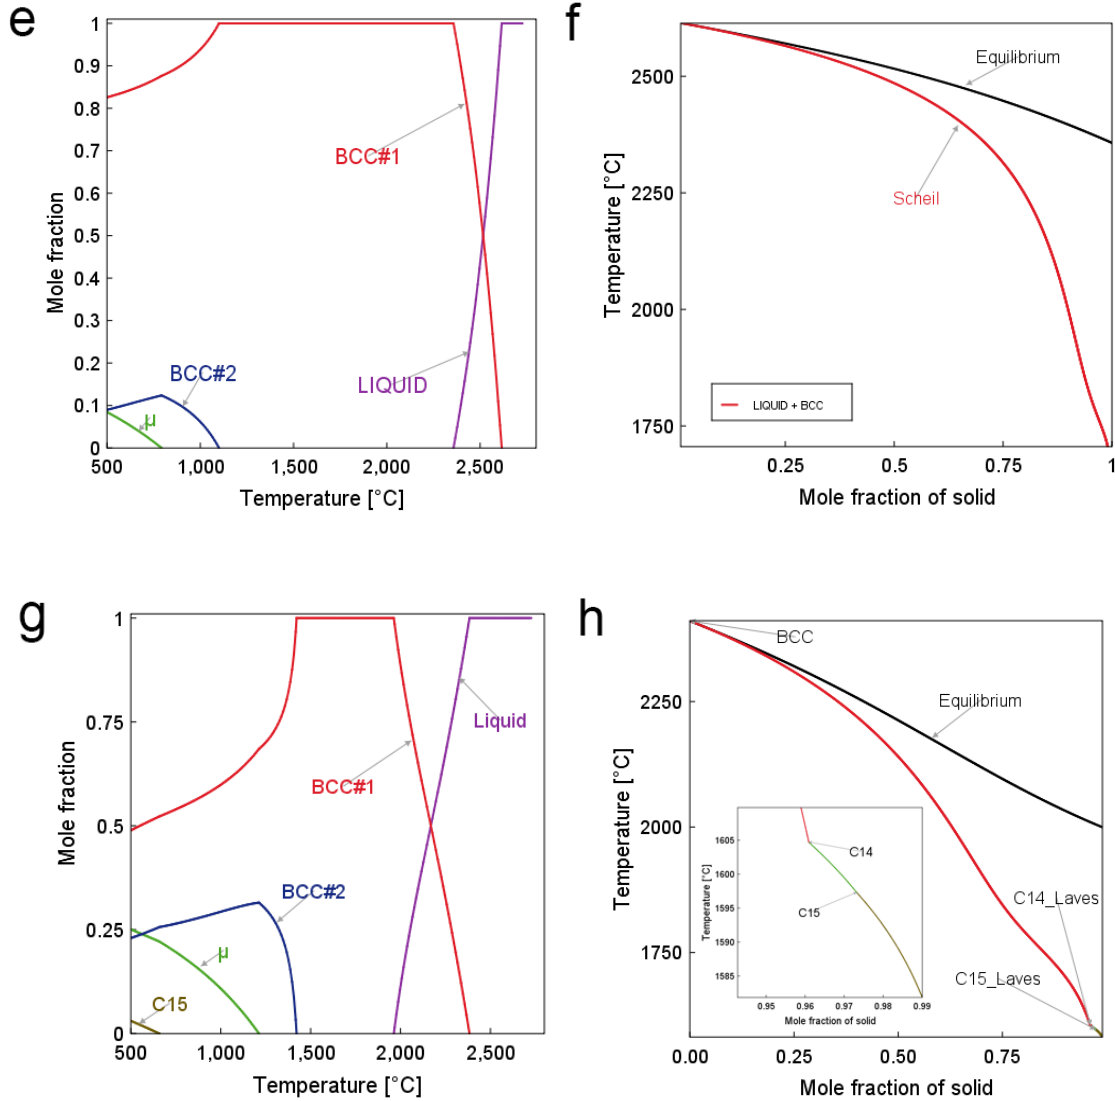 e
1
0.9
0.8
0.7
0.6
0.5
0.4
0.3
0.2
0.1
0
Mole fraction
BCC#1
BCC#2
LIQUID
μ
500 1,000 1,500 2,000 2,500
Temperature [°C]
f
2500
2250
2000
1750
Temperature [°C]
Equilibrium
Scheil
LIQUID + BCC
0.25 0.5 0.75 1
Mole fraction of solid
g
1
0.75
0.5
0.25
0
Mole fraction
Liquid
BCC#1
BCC#2
μ
C15
500 1,000 1,500 2,000 2,500
Temperature [°C]
h
2250
2000
1750
Temperature [°C]
BCC
Equilibrium
C14_Laves
C15_Laves
1605
1600
1595
1590
1585
Temperature [°C]
C14
C15
0.95 0.96 0.97 0.98 0.99
Mole fraction of solid
0.00 0.25 0.50 0.75
Mole fraction of solid